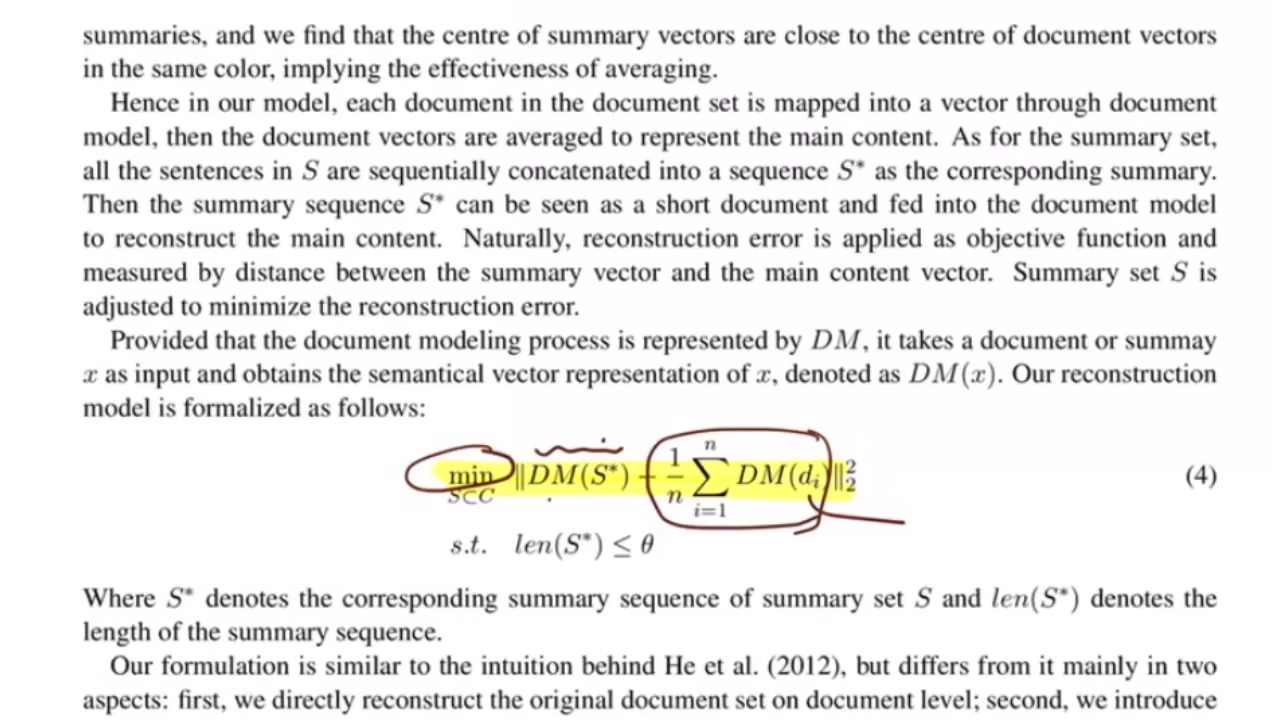 summaries, and we find that the centre of summary vectors are close to the centre of document vectors
in the same color, implying the effectiveness of averaging.
Hence in our model, each document in the document set is mapped into a vector through document
model, then the document vectors are averaged to represent the main content. As for the summary set,
all the sentences in S are sequentially concatenated into a sequence S* as the corresponding summary.
Then the summary sequence S* can be seen as a short document and fed into the document model
to reconstruct the main content. Naturally, reconstruction error is applied as objective function and
measured by distance between the summary vector and the main content vector. Summary set S is
adjusted to minimize the reconstruction error.
Provided that the document modeling process is represented by DM, it takes a document or summay
x as input and obtains the semantical vector representation of x, denoted as DM(x). Our reconstruction
model is formalized as follows:
min_{S⊂C} ‖DM(S*) − \frac{1}{n} \sum_{i=1}^{n} DM(d_i)‖_2^2 (4)
s.t. len(S*) ≤ θ
Where S* denotes the corresponding summary sequence of summary set S and len(S*) denotes the
length of the summary sequence.
Our formulation is similar to the intuition behind He et al. (2012), but differs from it mainly in two
aspects: first, we directly reconstruct the original document set on document level; second, we introduce